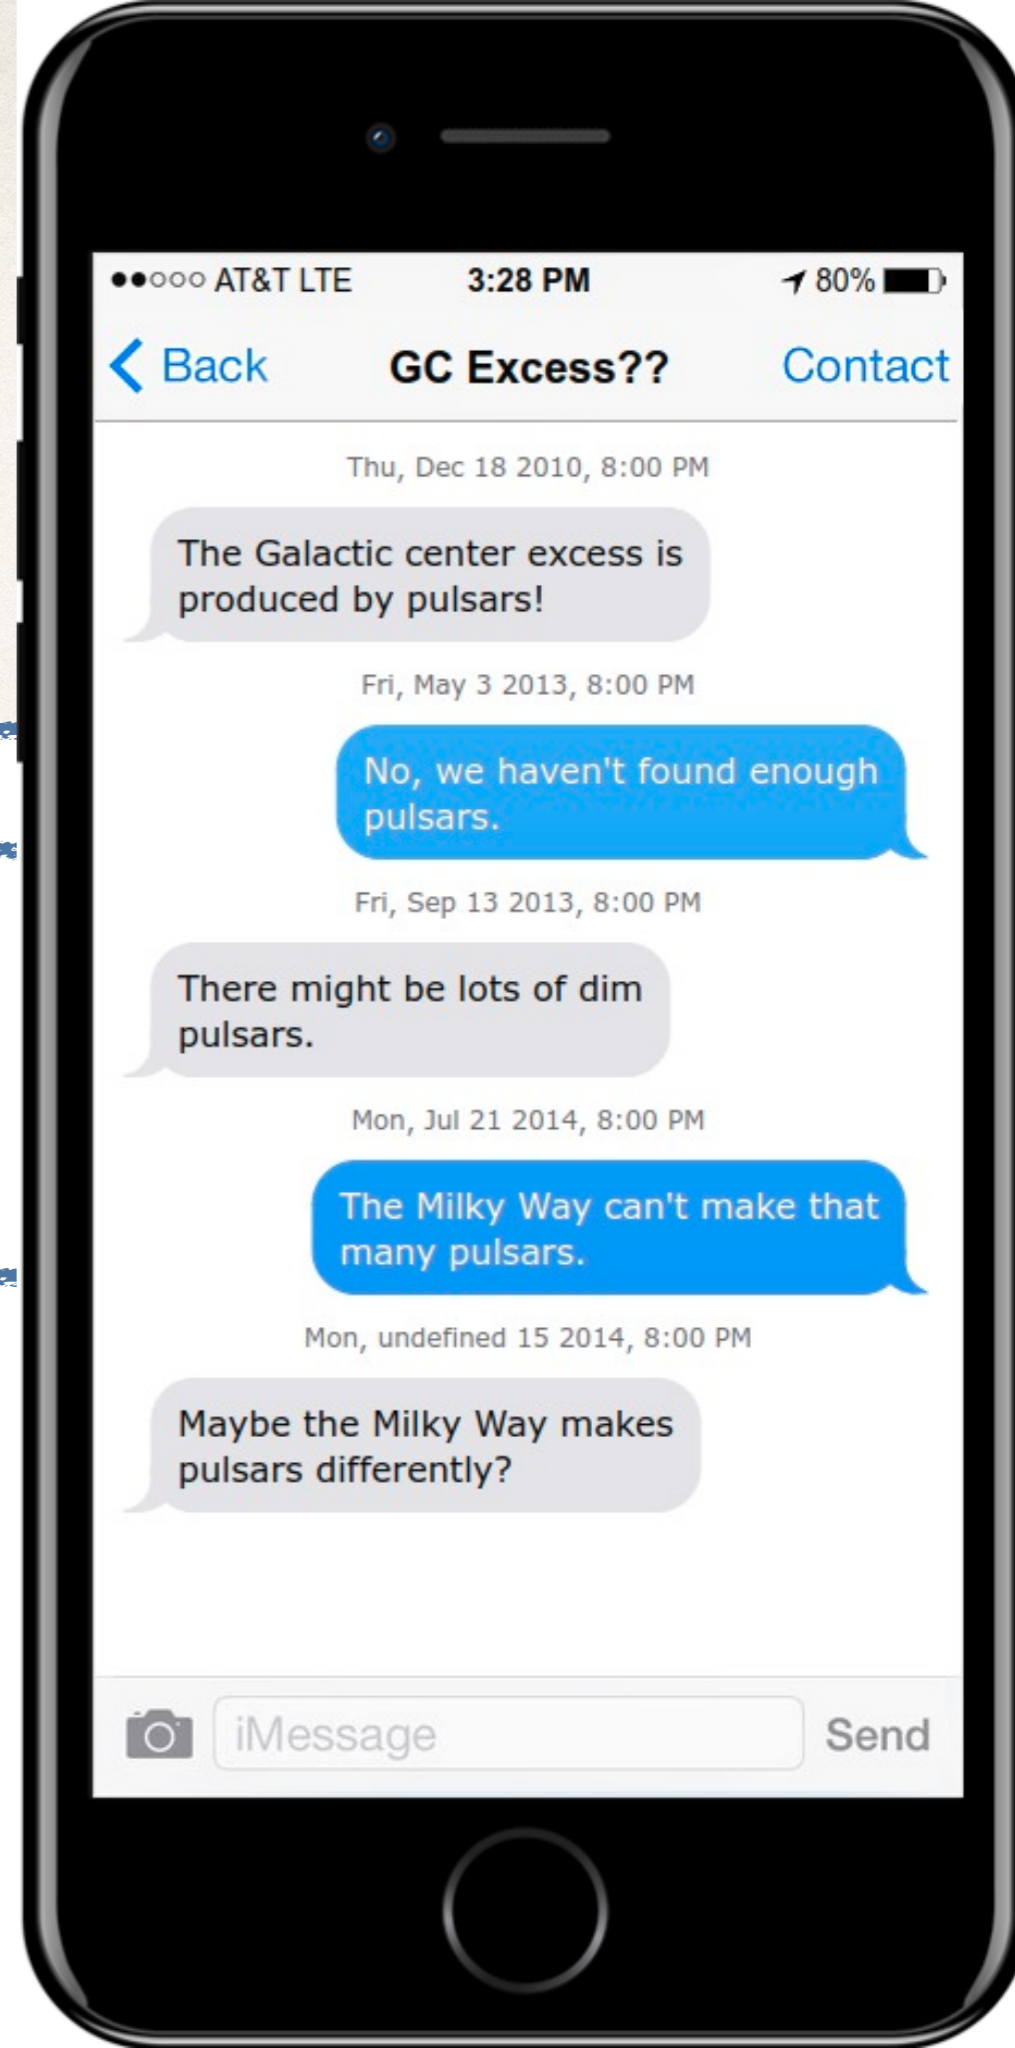 AT&T LTE 3:28 PM 80%
Back GC Excess?? Contact
Thu, Dec 18 2010, 8:00 PM
The Galactic center excess is
produced by pulsars!
Fri, May 3 2013, 8:00 PM
No, we haven't found enough
pulsars.
Fri, Sep 13 2013, 8:00 PM
There might be lots of dim
pulsars.
Mon, Jul 21 2014, 8:00 PM
The Milky Way can't make that
many pulsars.
Mon, undefined 15 2014, 8:00 PM
Maybe the Milky Way makes
pulsars differently?
iMessage Send